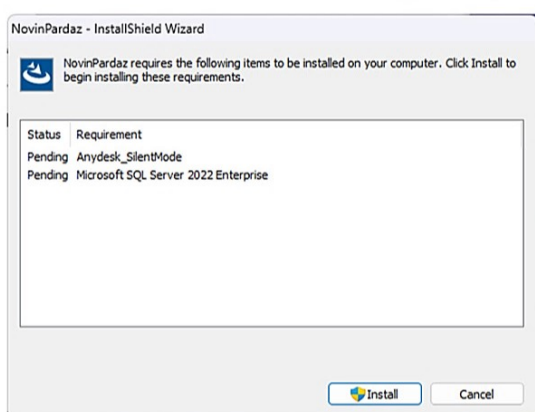 NovinPardaz - InstallShield Wizard
NovinPardaz requires the following items to be installed on your computer. Click Install to
begin installing these requirements.
Status Requirement
Pending Anydesk_SilentMode
Pending Microsoft SQL Server 2022 Enterprise
Install Cancel